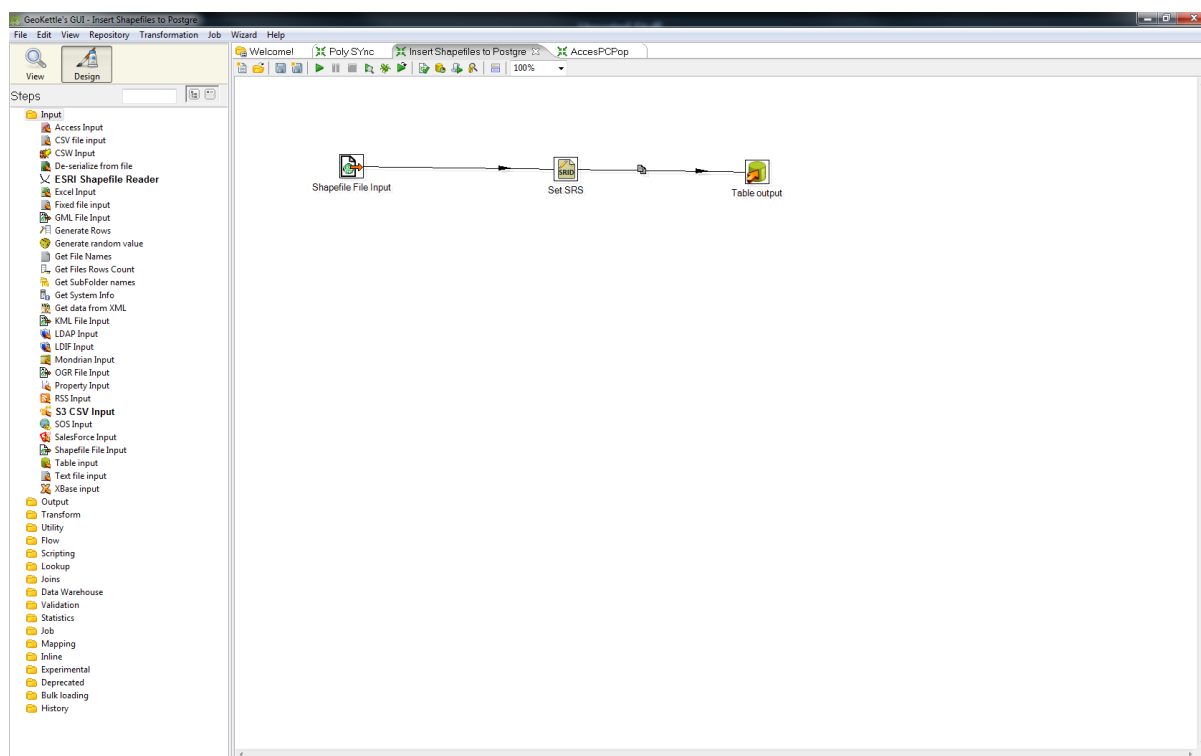 GeoKettle's GUI - Insert Shapefiles to Postgre
File Edit View Repository Transformation Job Wizard Help
View
Design
Welcome!
Poly SYnc
Insert Shapefiles to Postgre
AccesPCPop
100%
Steps
Input
Access Input
CSV file input
CSW Input
De-serialize from file
ESRI Shapefile Reader
Excel Input
Fixed file input
GML File Input
Generate Rows
Generate random value
Get File Names
Get Files Rows Count
Get SubFolder names
Get System Info
Get data from XML
KML File Input
LDAP Input
LDIF Input
Mondrian Input
OGR File Input
Property Input
RSS Input
S3 CSV Input
SOS Input
SalesForce Input
Shapefile File Input
Table input
Text file input
XBase input
Output
Transform
Utility
Flow
Scripting
Lookup
Joins
Data Warehouse
Validation
Statistics
Job
Mapping
Inline
Experimental
Deprecated
Bulk loading
History
Shapefile File Input
SRID
Set SRS
Table output